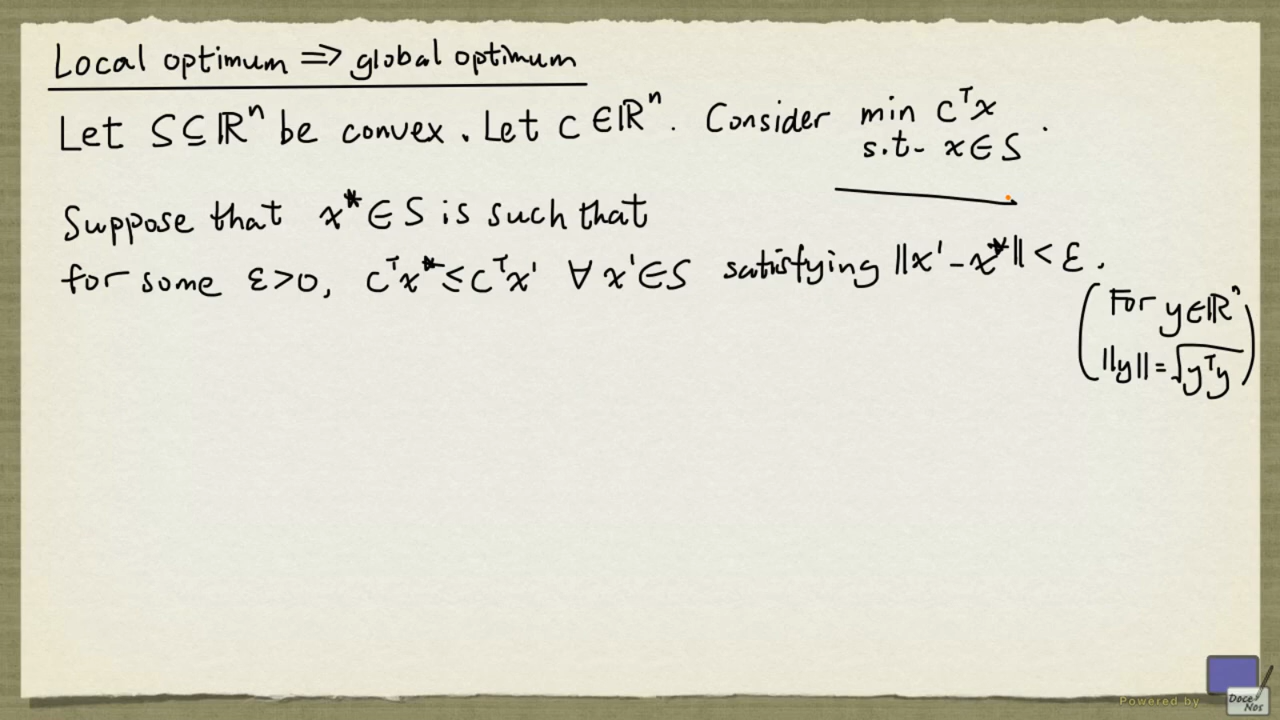 Local optimum ⟹ global optimum
Let S ⊆ ℝⁿ be convex. Let c ∈ ℝⁿ. Consider min cᵀx
s.t. x ∈ S.
Suppose that x* ∈ S is such that
for some ε > 0, cᵀx* ≤ cᵀx' ∀ x' ∈ S satisfying ||x' - x*|| < ε.
(For y ∈ ℝⁿ
||y|| = √yᵀy)
Powered by
Doce
Nos